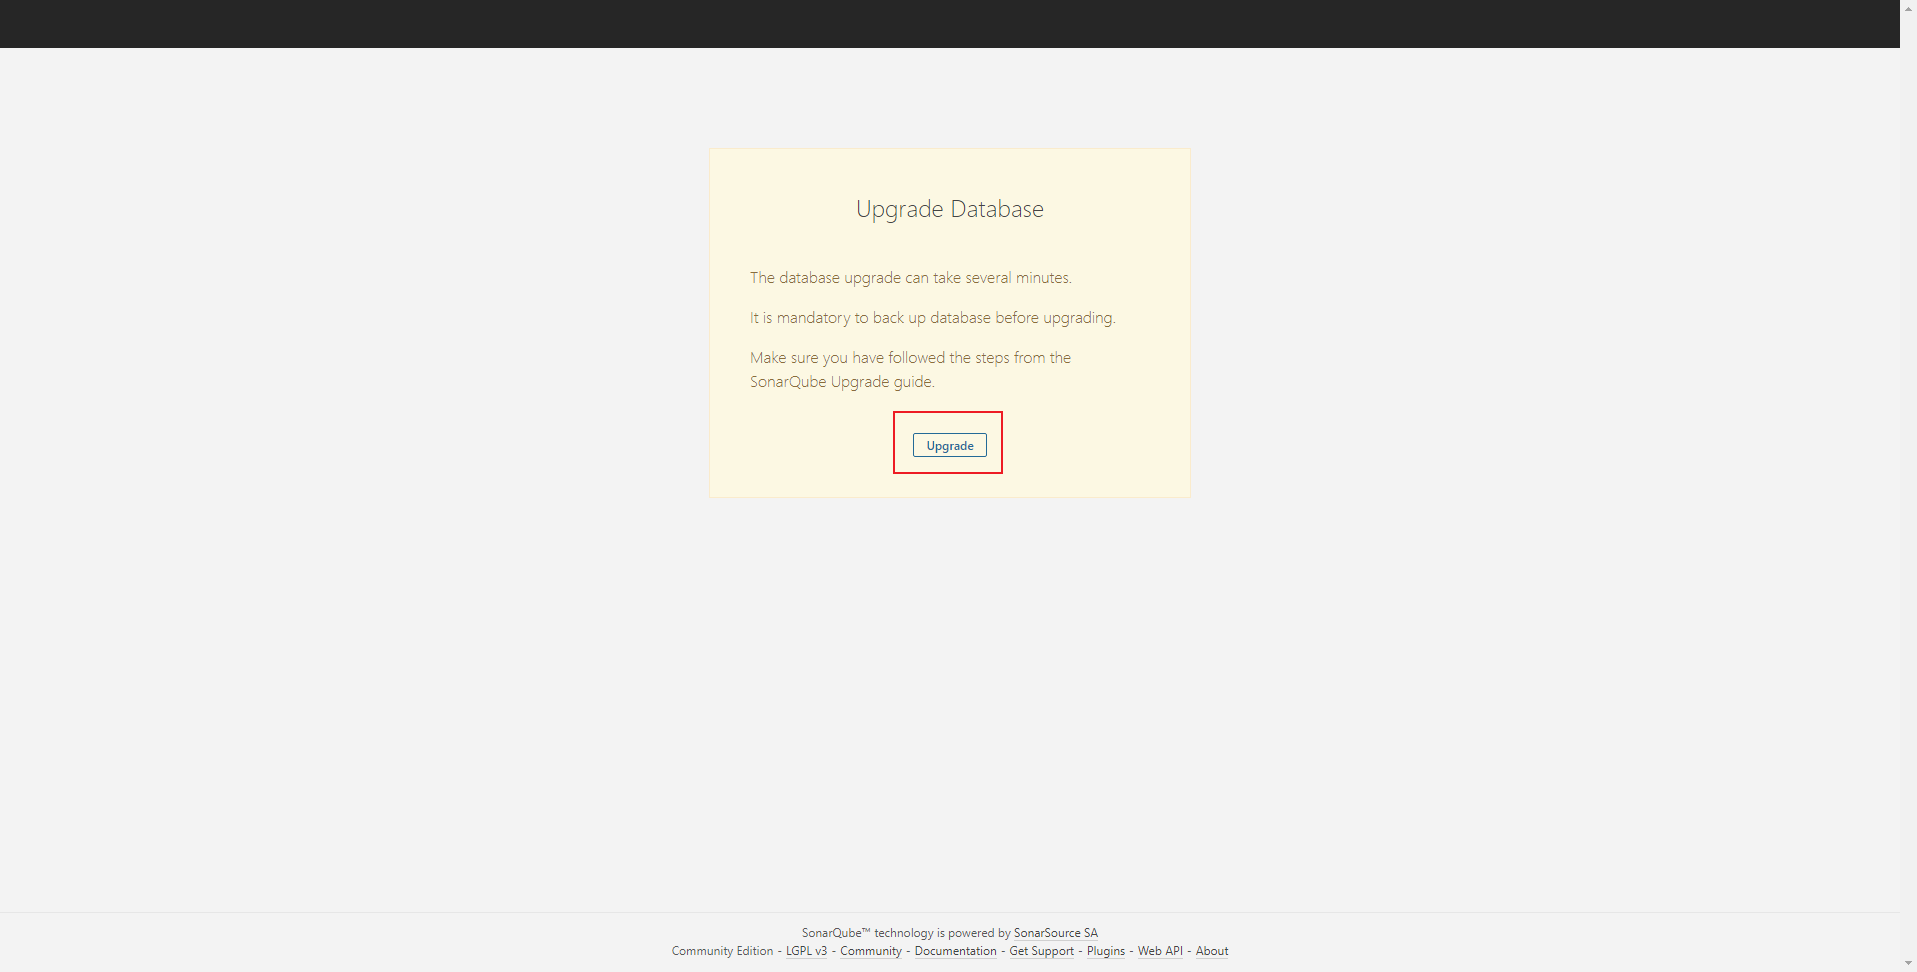 Upgrade Database
The database upgrade can take several minutes.
It is mandatory to back up database before upgrading.
Make sure you have followed the steps from the
SonarQube Upgrade guide.
Upgrade
SonarQube™ technology is powered by SonarSource SA
Community Edition - LGPL v3 - Community - Documentation - Get Support - Plugins - Web API - About